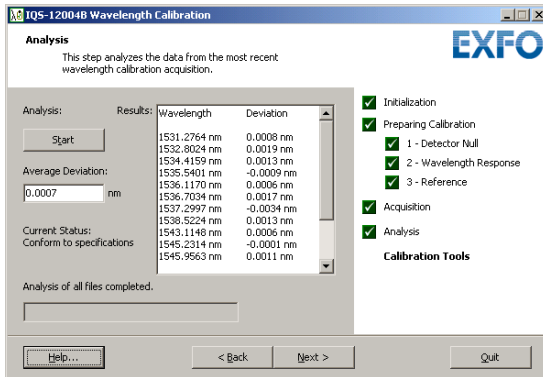 IQS-12004B Wavelength Calibration
Analysis
This step analyzes the data from the most recent
wavelength calibration acquisition.
EXFO
Analysis:
Start
Average Deviation:
0.0007 nm
Current Status:
Conform to specifications
Results:
Wavelength Deviation
1531.2764 nm 0.0008 nm
1532.8024 nm 0.0019 nm
1534.4159 nm 0.0013 nm
1535.5401 nm -0.0009 nm
1536.1170 nm 0.0006 nm
1536.7034 nm 0.0017 nm
1537.2997 nm -0.0034 nm
1538.5224 nm 0.0013 nm
1543.1148 nm 0.0006 nm
1545.2314 nm -0.0001 nm
1545.9563 nm 0.0011 nm
Analysis of all files completed.
Initialization
Preparing Calibration
1 - Detector Null
2 - Wavelength Response
3 - Reference
Acquisition
Analysis
Calibration Tools
Help...
< Back
Next >
Quit